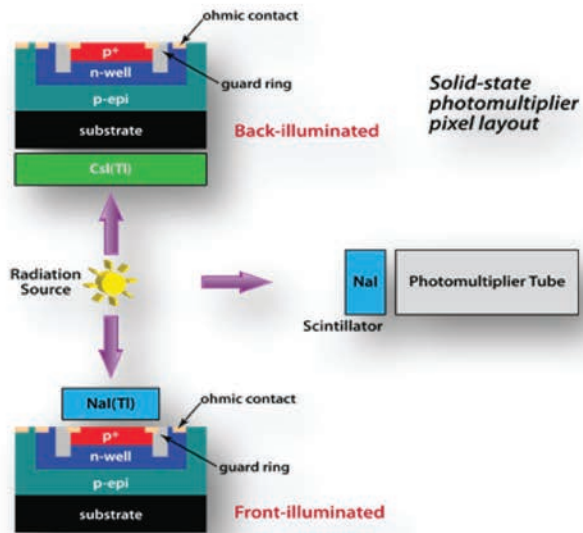 ohmic contact
p+
n-well
guard ring
p-epi
substrate
Back-illuminated
CsI(Tl)
Solid-state
photomultiplier
pixel layout
Radiation
Source
NaI
Photomultiplier Tube
Scintillator
NaI(Tl)
ohmic contact
p+
n-well
guard ring
p-epi
substrate
Front-illuminated